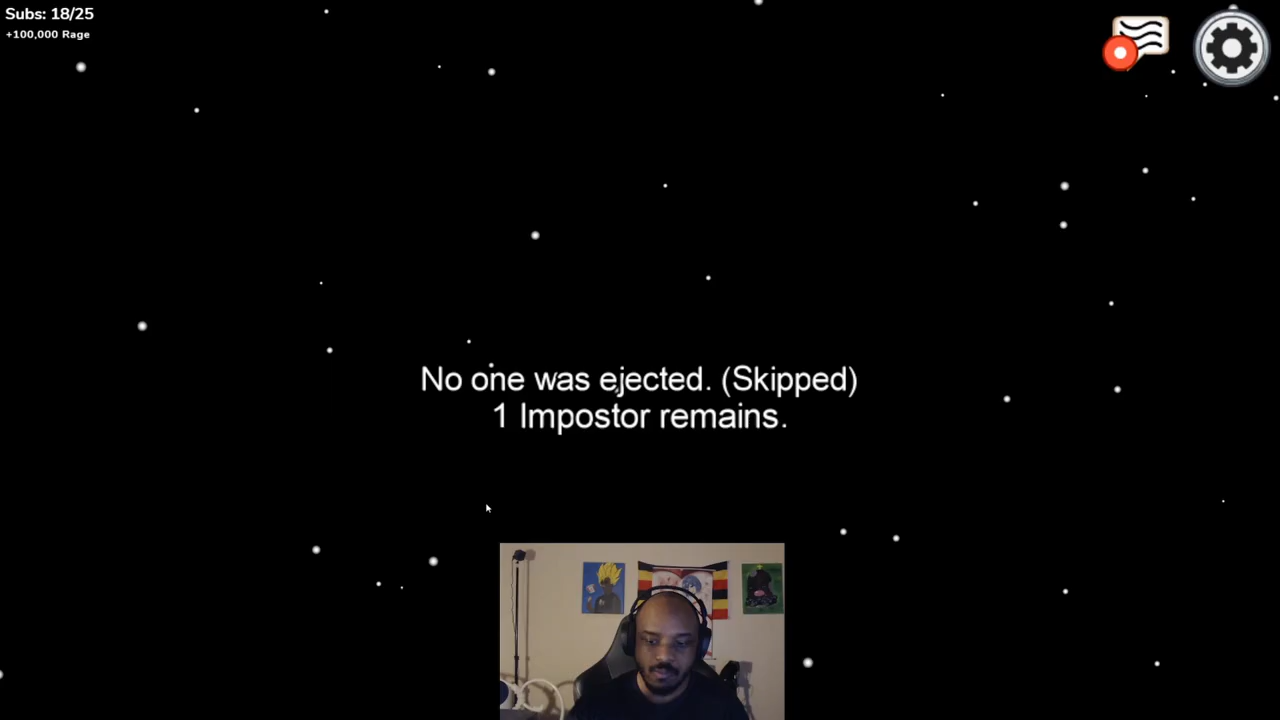 Subs: 18/25
+100,000 Rage
No one was ejected. (Skipped)
1 Impostor remains.